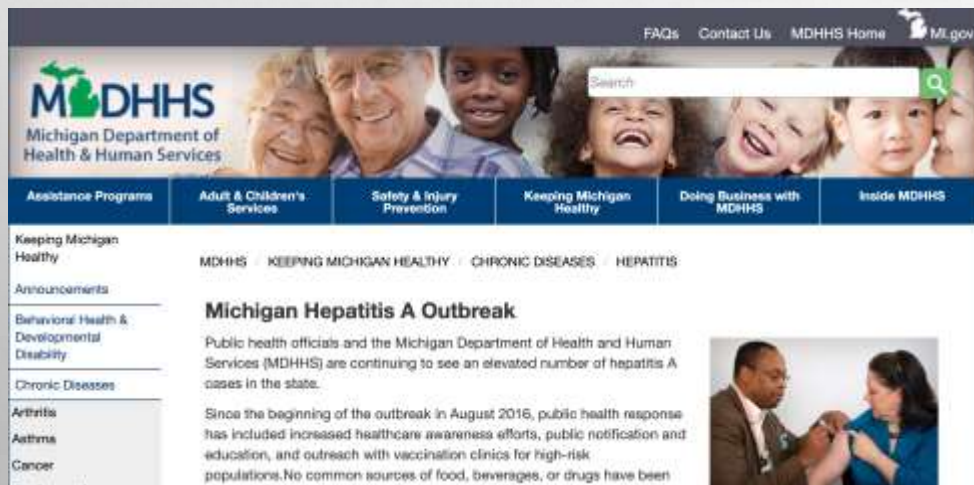 FAQs Contact Us MDHHS Home MI.gov
Search
MDHHS
Michigan Department of
Health & Human Services
Assistance Programs
Adult & Children's
Services
Safety & Injury
Prevention
Keeping Michigan
Healthy
Doing Business with
MDHHS
Inside MDHHS
Keeping Michigan
Healthy
Announcements
Behavioral Health &
Developmental
Disability
Chronic Diseases
Arthritis
Asthma
Cancer
MDHHS / KEEPING MICHIGAN HEALTHY / CHRONIC DISEASES / HEPATITIS
Michigan Hepatitis A Outbreak
Public health officials and the Michigan Department of Health and Human
Services (MDHHS) are continuing to see an elevated number of hepatitis A
cases in the state.
Since the beginning of the outbreak in August 2016, public health response
has included increased healthcare awareness efforts, public notification and
education, and outreach with vaccination clinics for high-risk
populations.No common sources of food, beverages, or drugs have been